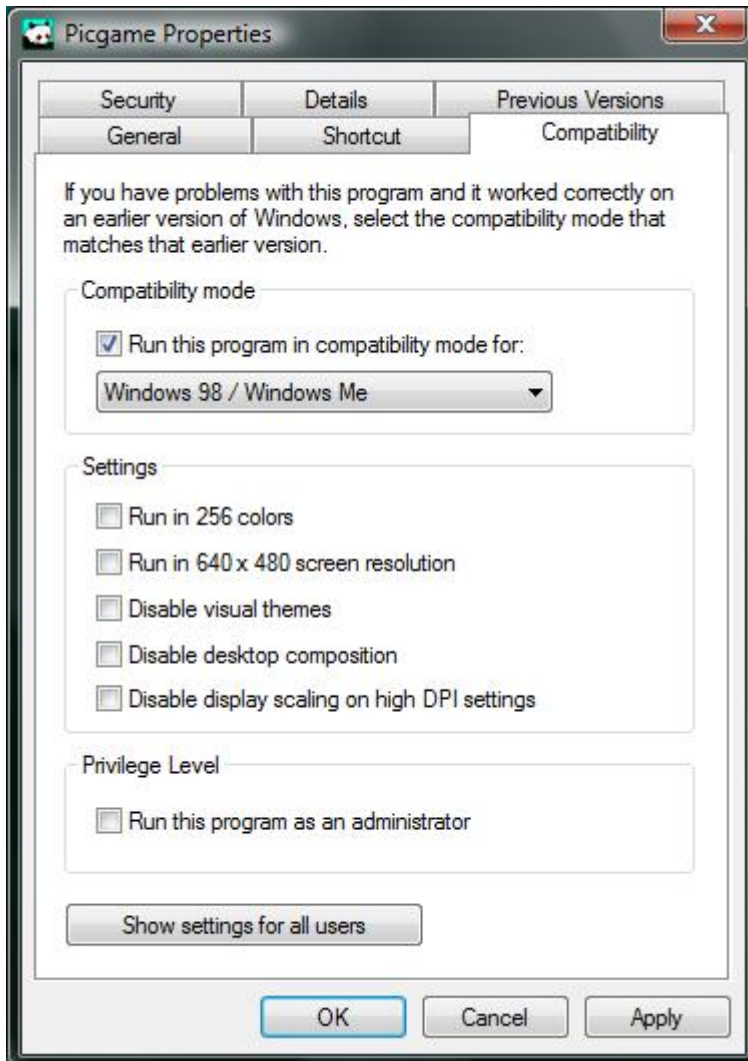 Picgame Properties
Security Details Previous Versions
General Shortcut Compatibility
If you have problems with this program and it worked correctly on
an earlier version of Windows, select the compatibility mode that
matches that earlier version.
Compatibility mode
Run this program in compatibility mode for:
Windows 98 / Windows Me
Settings
Run in 256 colors
Run in 640 x 480 screen resolution
Disable visual themes
Disable desktop composition
Disable display scaling on high DPI settings
Privilege Level
Run this program as an administrator
Show settings for all users
OK Cancel Apply